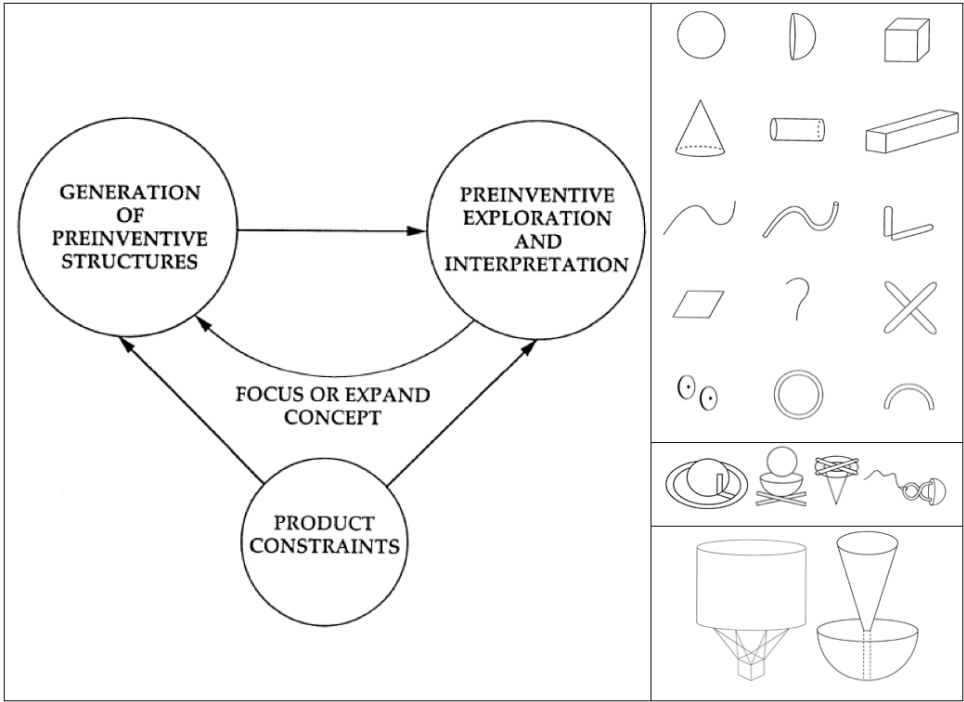 GENERATION
OF
PREINVENTIVE
STRUCTURES
PREINVENTIVE
EXPLORATION
AND
INTERPRETATION
FOCUS OR EXPAND
CONCEPT
PRODUCT
CONSTRAINTS